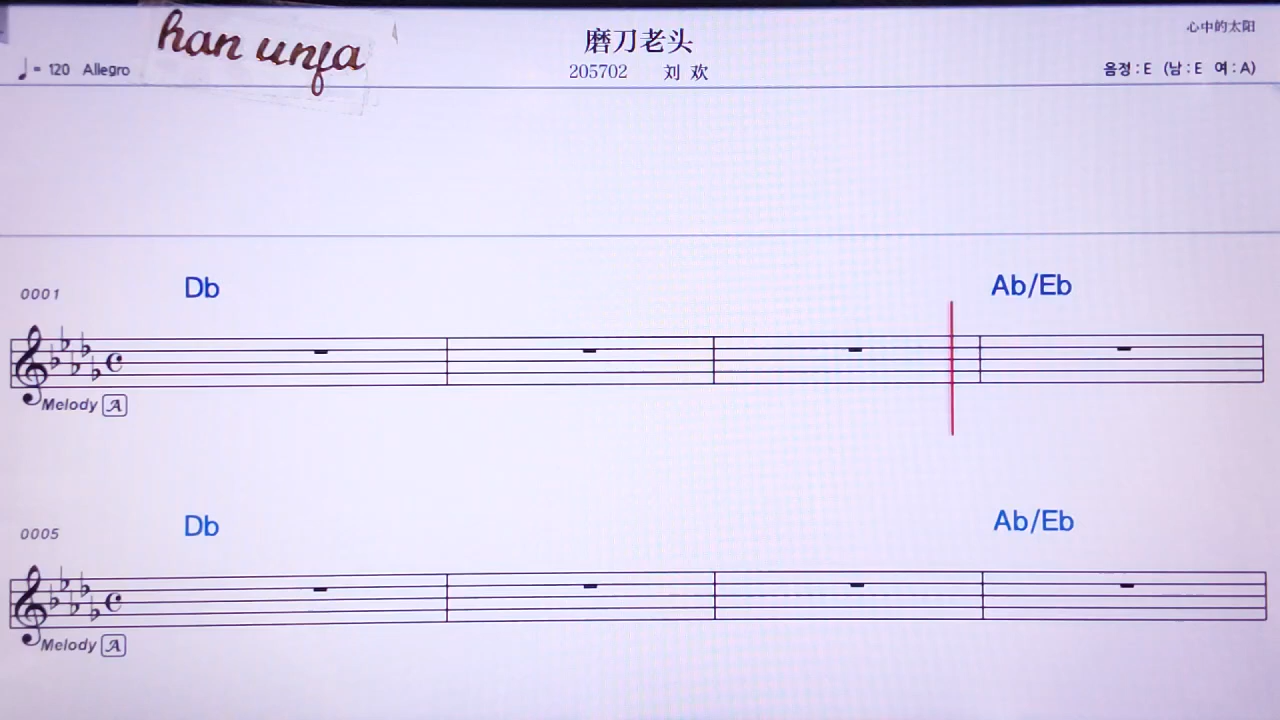 han unfa
磨刀老头
心中的太阳
♩= 120 Allegro
205702 刘 欢
음정 : E (남 : E 여 : A)
0001
Db
Ab/Eb
Melody A
0005
Db
Ab/Eb
Melody A